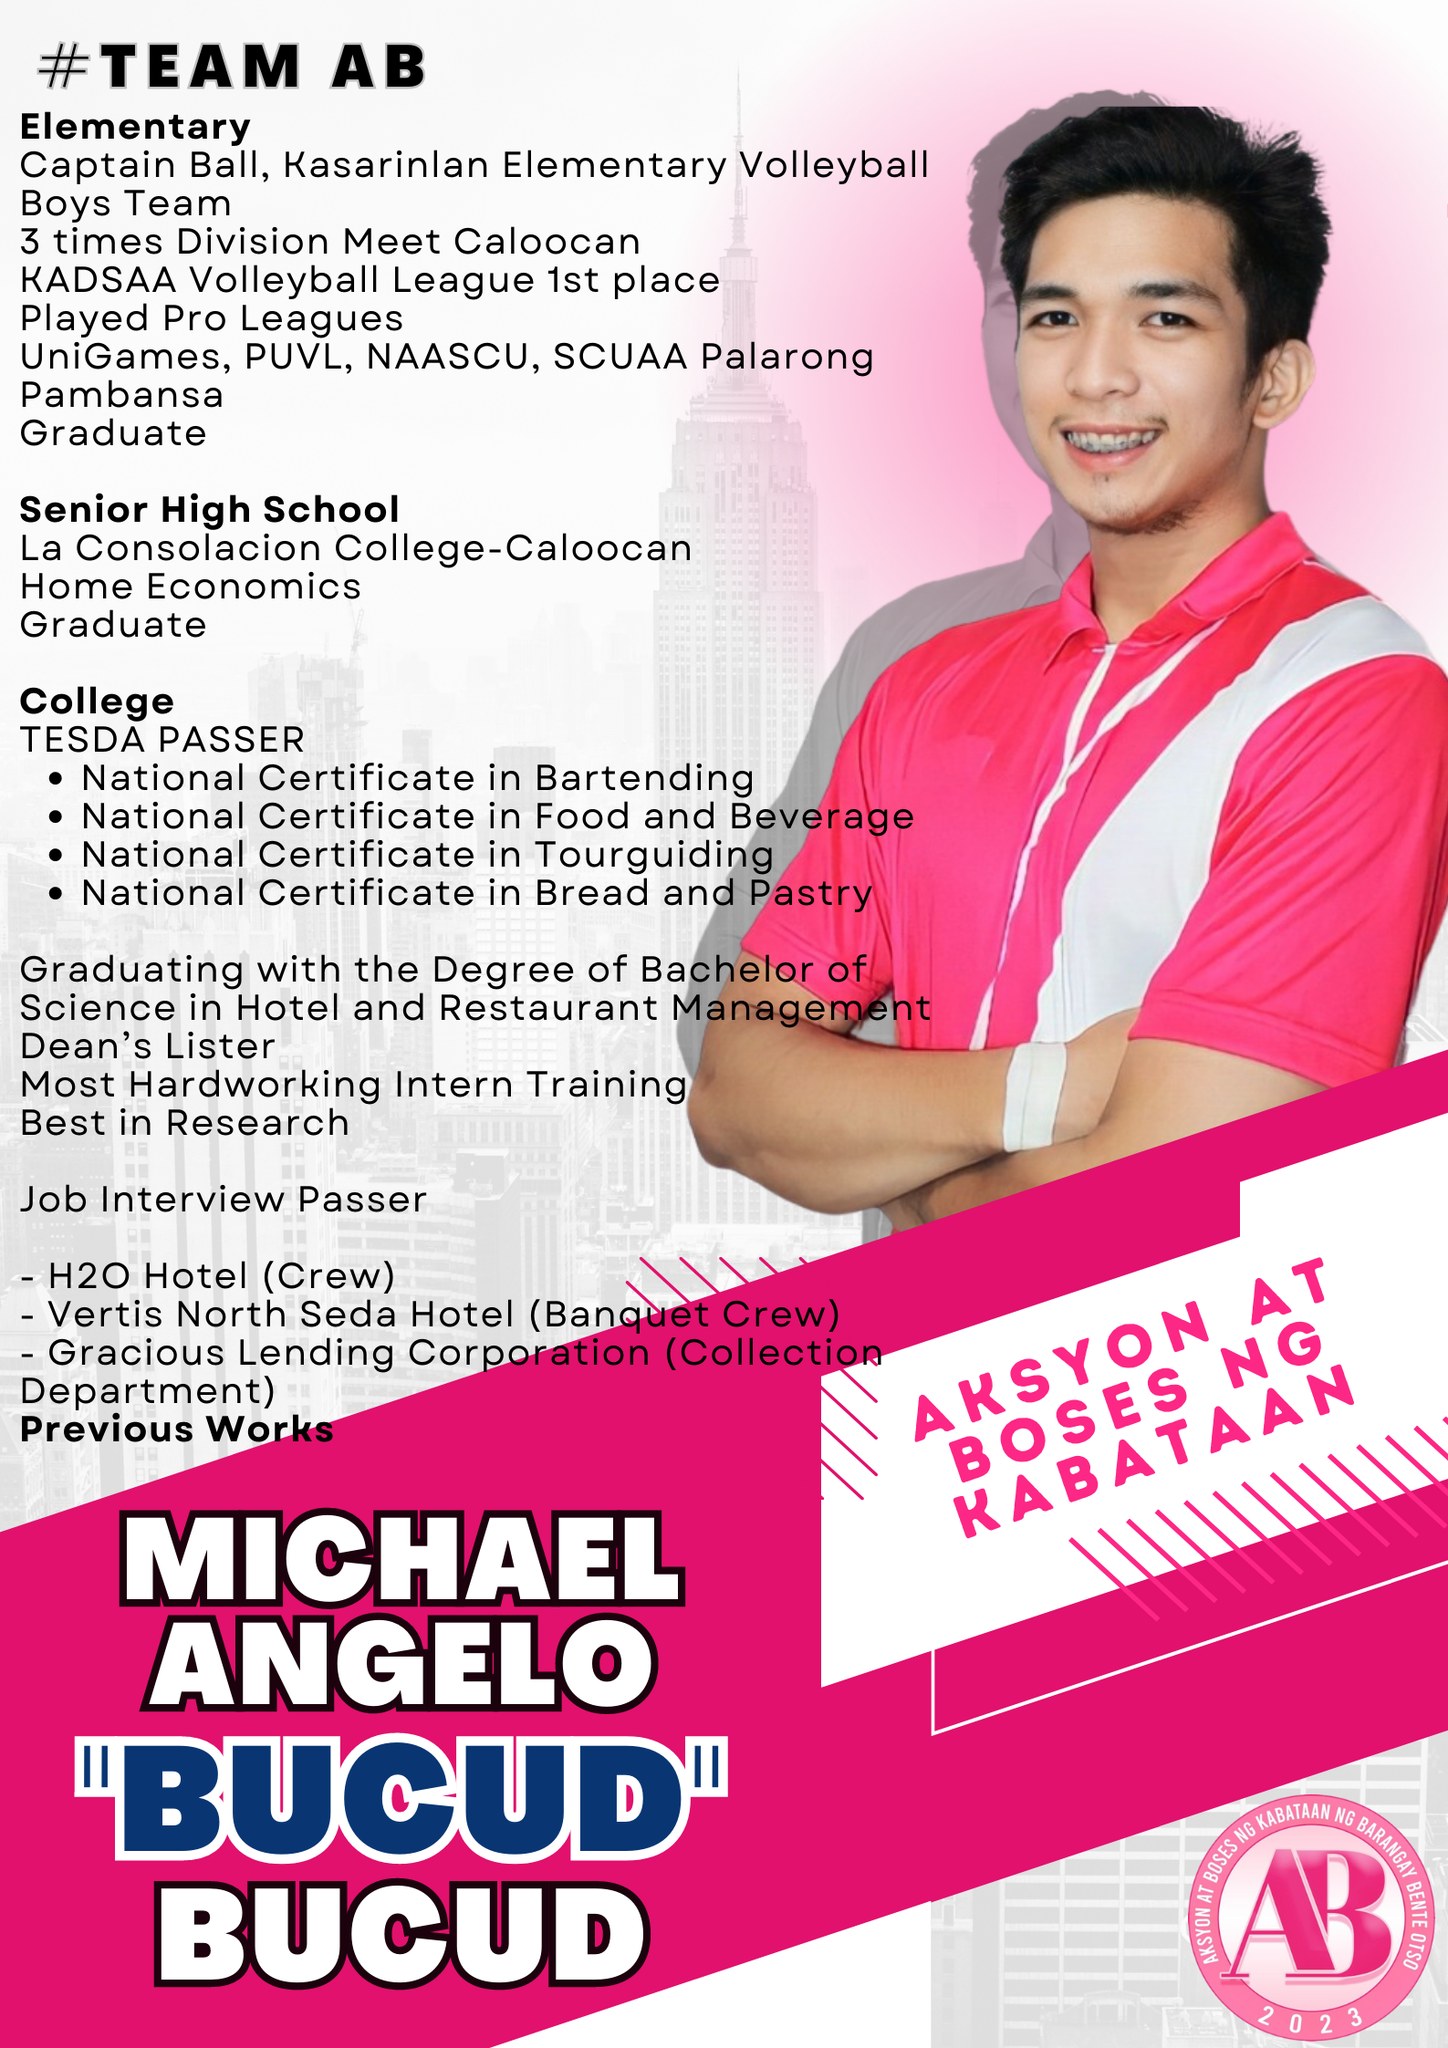 #TEAM AB
Elementary
Captain Ball, Kasarinlan Elementary Volleyball
Boys Team
3 times Division Meet Caloocan
KADSAA Volleyball League 1st place
Played Pro Leagues
UniGames, PUVL, NAASCU, SCUAA Palarong
Pambansa
Graduate
Senior High School
La Consolacion College-Caloocan
Home Economics
Graduate
College
TESDA PASSER
• National Certificate in Bartending
• National Certificate in Food and Beverage
• National Certificate in Tourguiding
• National Certificate in Bread and Pastry
Graduating with the Degree of Bachelor of
Science in Hotel and Restaurant Management
Dean's Lister
Most Hardworking Intern Training
Best in Research
Job Interview Passer
- H2O Hotel (Crew)
- Vertis North Seda Hotel (Banquet Crew)
- Gracious Lending Corporation (Collection
Department)
Previous Works
AKSYON AT
BOSES NG
KABATAAN
MICHAEL
ANGELO
"BUCUD"
BUCUD
AKSYON AT BOSES NG KABATAAN NG BARANGAY BENTE OTSO
AB
2023